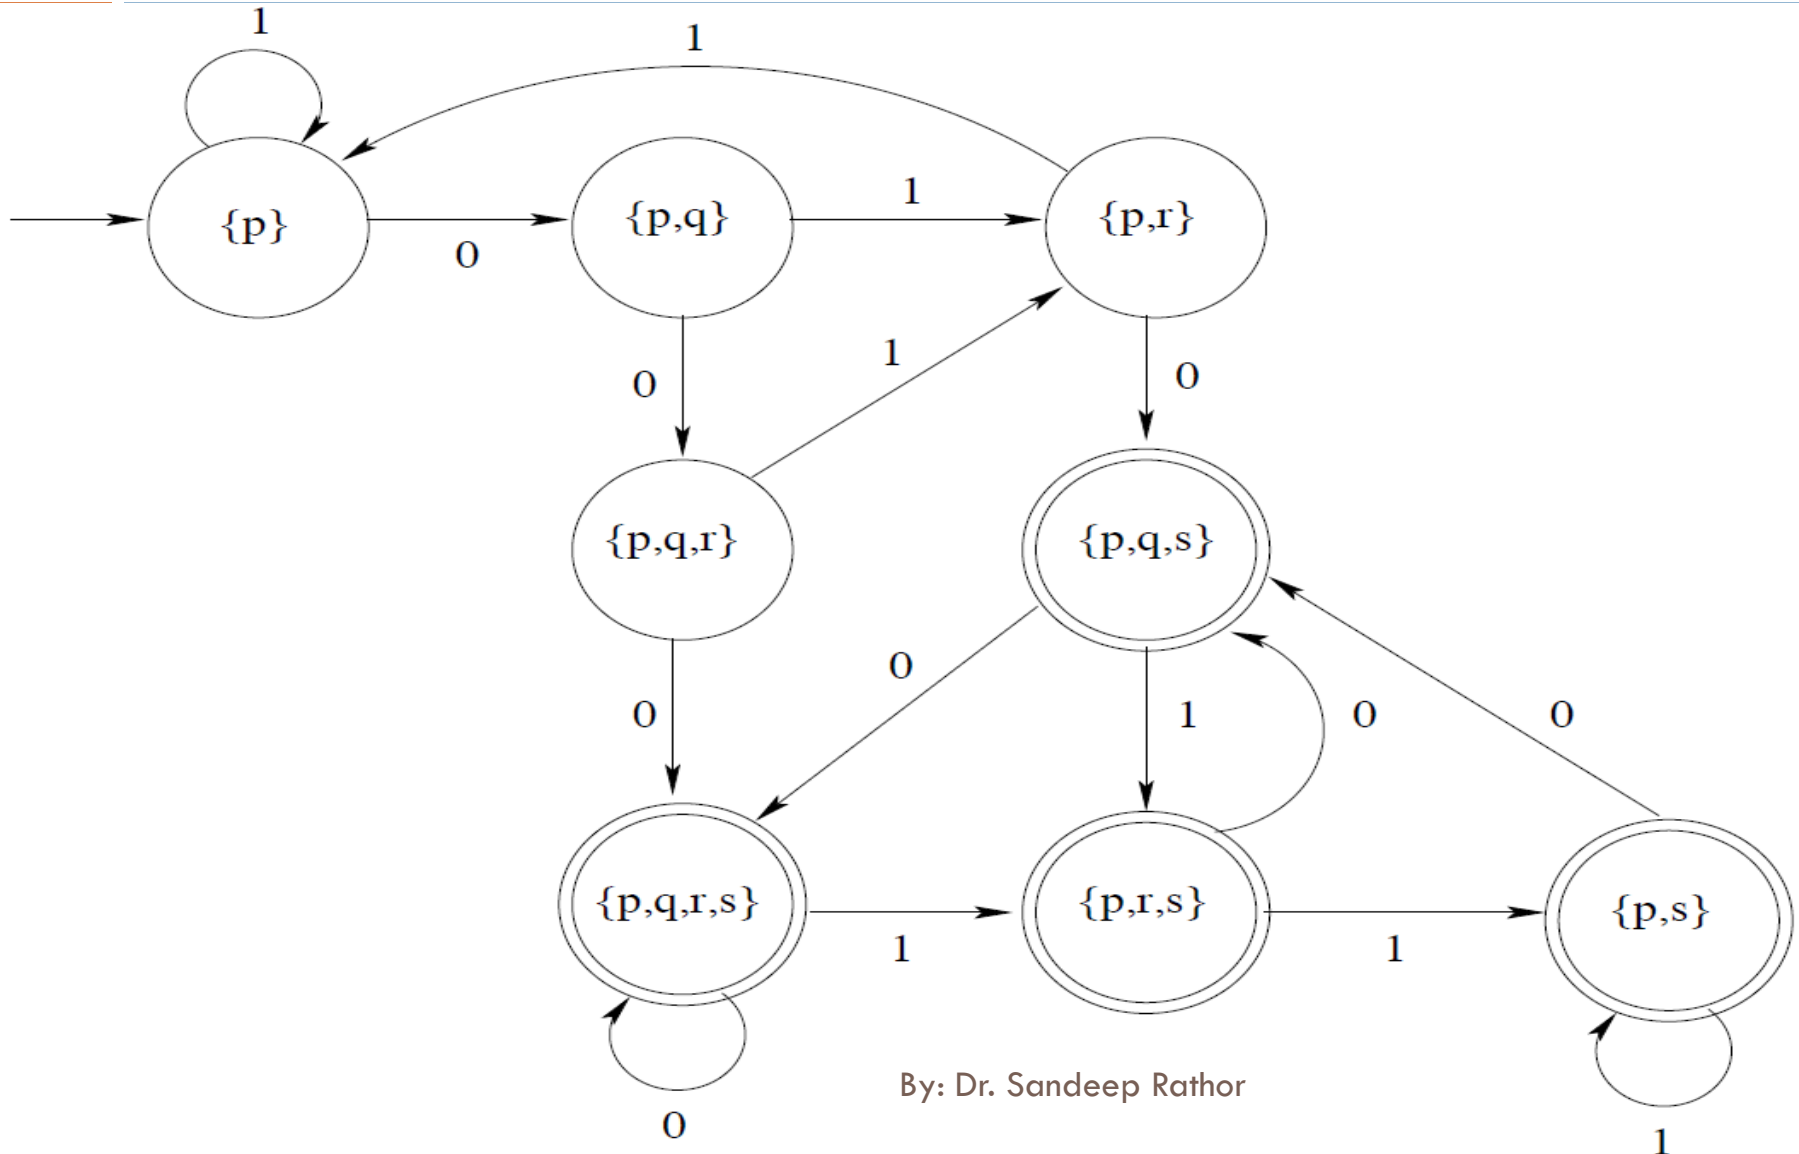 1
1
{p}
0
{p,q}
1
{p,r}
0
1
0
{p,q,r}
{p,q,s}
0
0
1
0
0
{p,q,r,s}
1
{p,r,s}
1
{p,s}
0
1
By: Dr. Sandeep Rathor